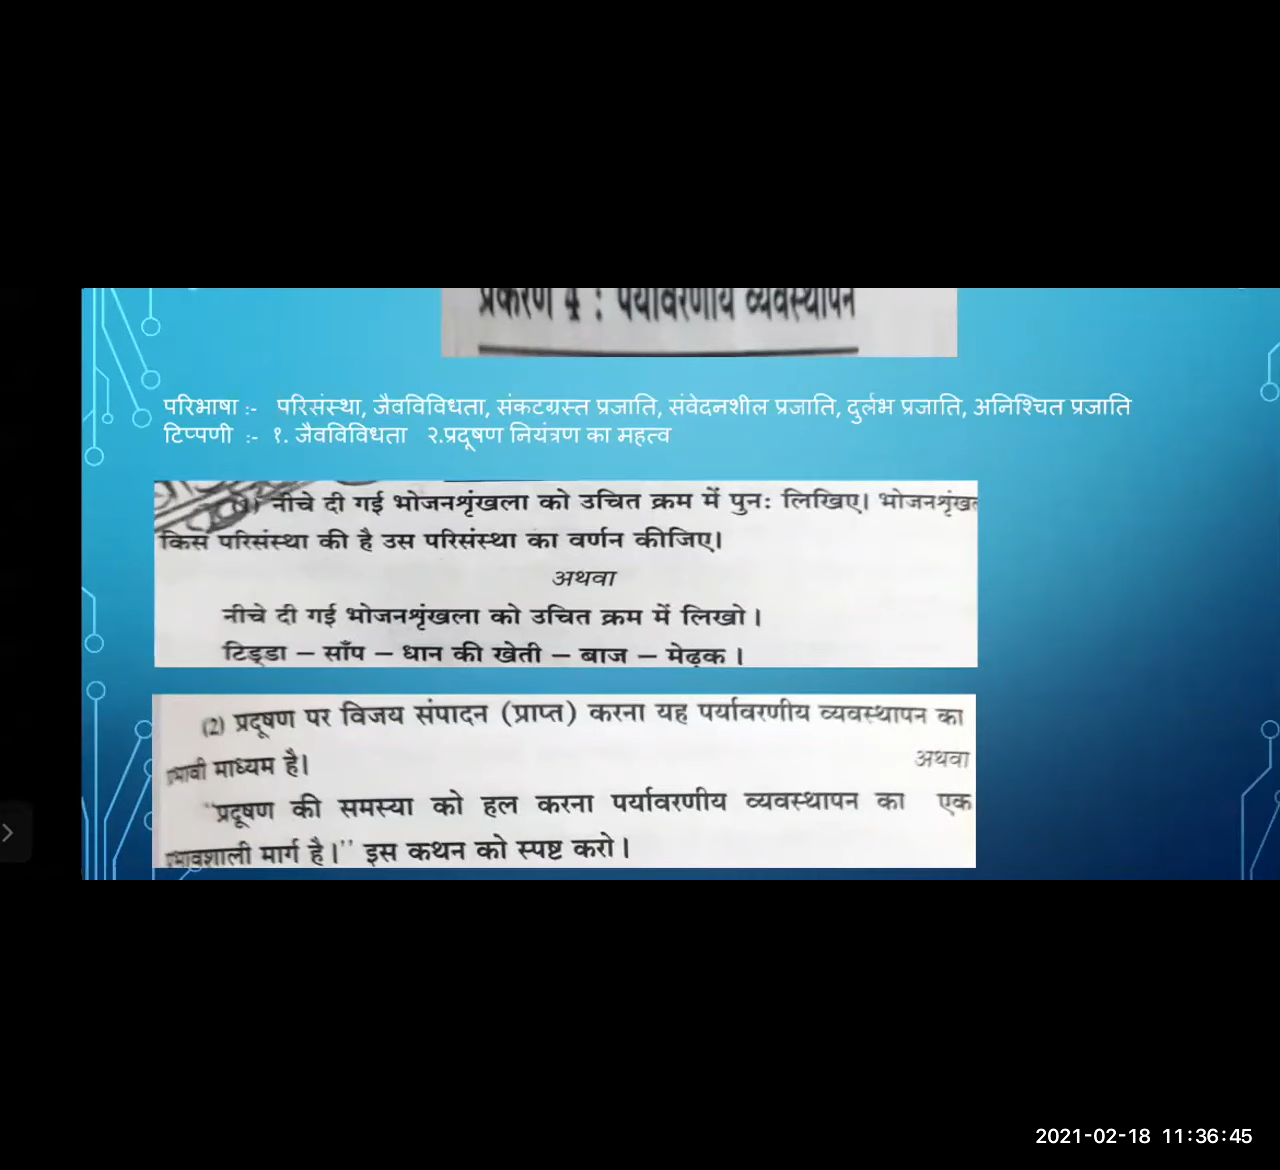 प्रकरण 4 : पर्यावरणीय व्यवस्थापन
परिभाषा :- परिसंस्था, जैवविविधता, संकटग्रस्त प्रजाति, संवेदनशील प्रजाति, दुर्लभ प्रजाति, अनिश्चित प्रजाति
टिप्पणी :- १. जैवविविधता २.प्रदूषण नियंत्रण का महत्व
(1) नीचे दी गई भोजनशृंखला को उचित क्रम में पुनः लिखिए। भोजनशृंखल
किस परिसंस्था की है उस परिसंस्था का वर्णन कीजिए।
अथवा
नीचे दी गई भोजनशृंखला को उचित क्रम में लिखो।
टिड्डा – साँप – धान की खेती – बाज – मेढ़क।
(2) प्रदूषण पर विजय संपादन (प्राप्त) करना यह पर्यावरणीय व्यवस्थापन का
भावी माध्यम है।
अथवा
"प्रदूषण की समस्या को हल करना पर्यावरणीय व्यवस्थापन का एक
भावशाली मार्ग है।" इस कथन को स्पष्ट करो।
2021-02-18 11:36:45